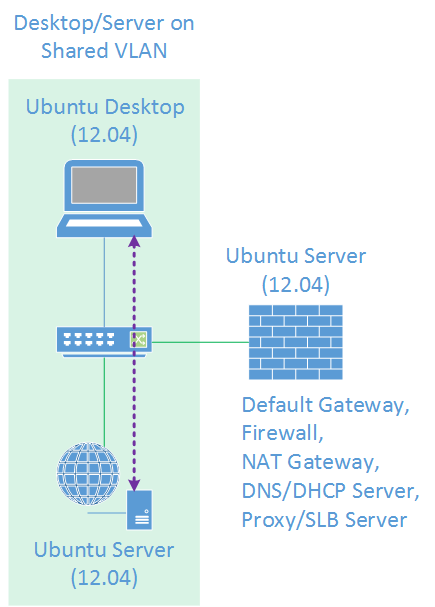 Desktop/Server on
Shared VLAN
Ubuntu Desktop
(12.04)
Ubuntu Server
(12.04)
Default Gateway,
Firewall,
NAT Gateway,
DNS/DHCP Server,
Proxy/SLB Server
Ubuntu Server
(12.04)